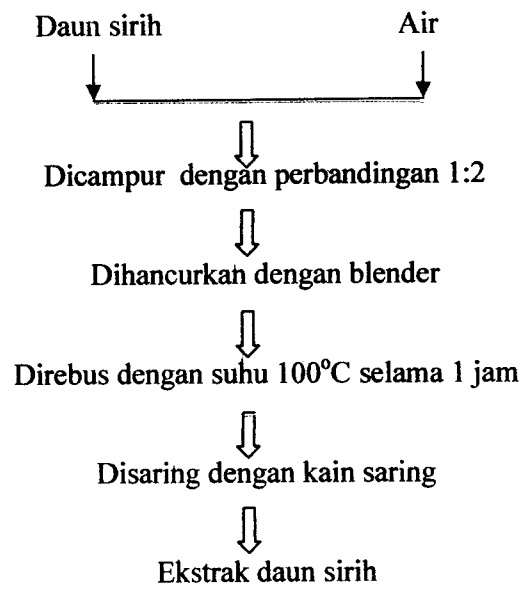 Daun sirih
Air
Dicampur dengan perbandingan 1:2
Dihancurkan dengan blender
Direbus dengan suhu 100°C selama 1 jam
Disaring dengan kain saring
Ekstrak daun sirih